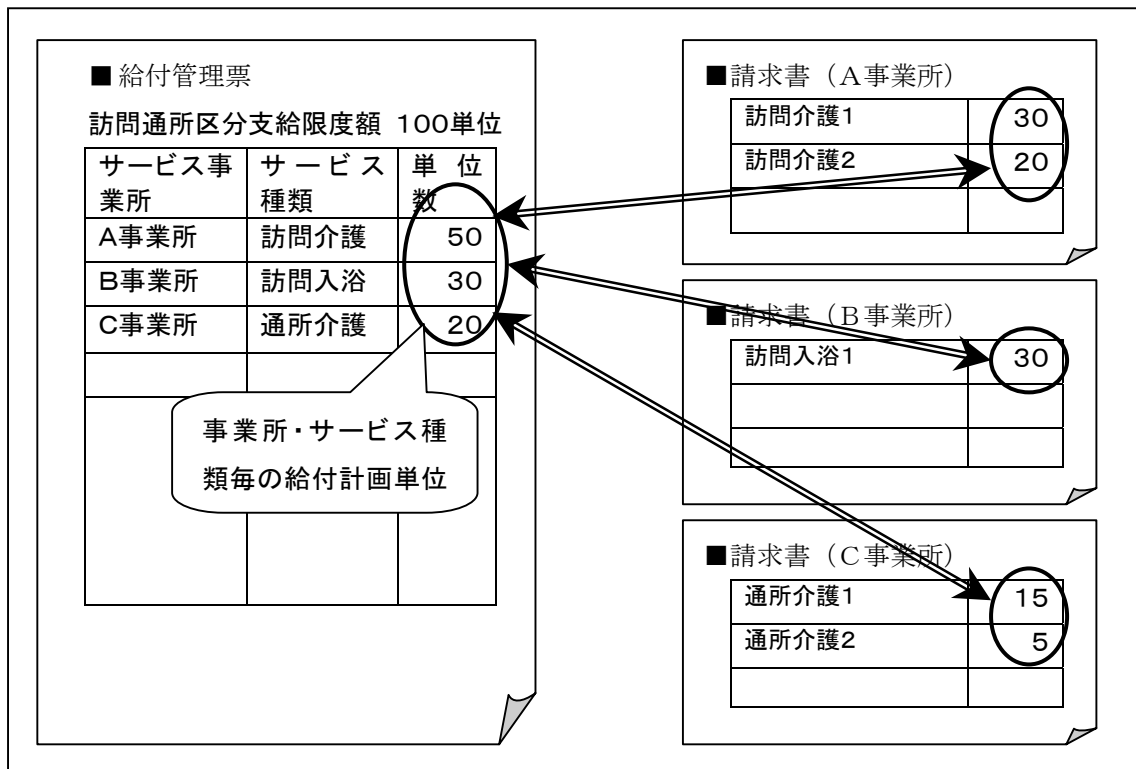 ■ 給付管理票
訪問通所区分支給限度額 100単位
サービス事業所 サービス種類 単位数
A事業所 訪問介護 50
B事業所 訪問入浴 30
C事業所 通所介護 20
事業所・サービス種
類毎の給付計画単位
■請求書（A事業所）
訪問介護1 30
訪問介護2 20
■請求書（B事業所）
訪問入浴1 30
■請求書（C事業所）
通所介護1 15
通所介護2 5